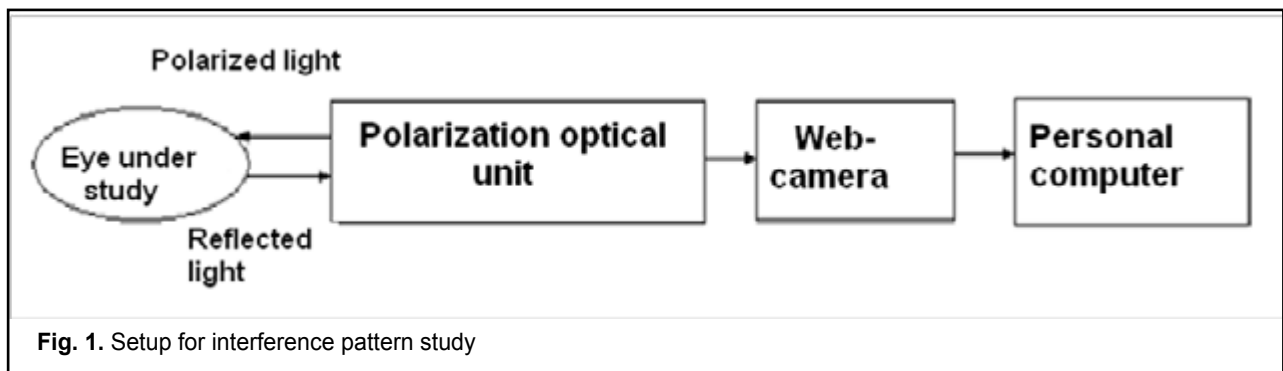 Polarized light
Eye under
study
Reflected
light
Polarization optical
unit
Web-
camera
Personal
computer
Fig. 1. Setup for interference pattern study